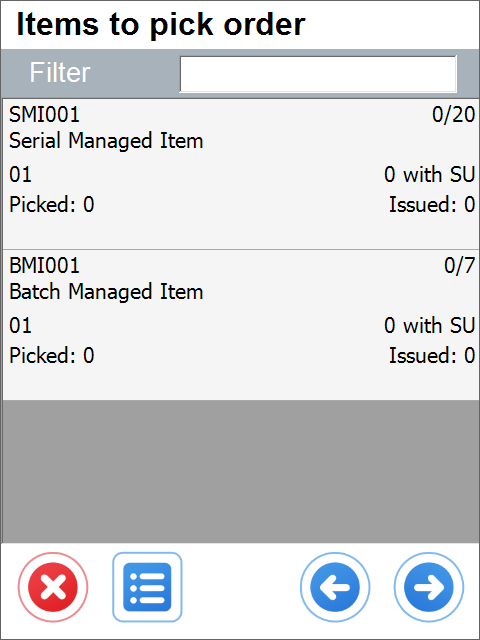 Items to pick order
Filter
SMI001 0/20
Serial Managed Item
01 0 with SU
Picked: 0 Issued: 0
BMI001 0/7
Batch Managed Item
01 0 with SU
Picked: 0 Issued: 0